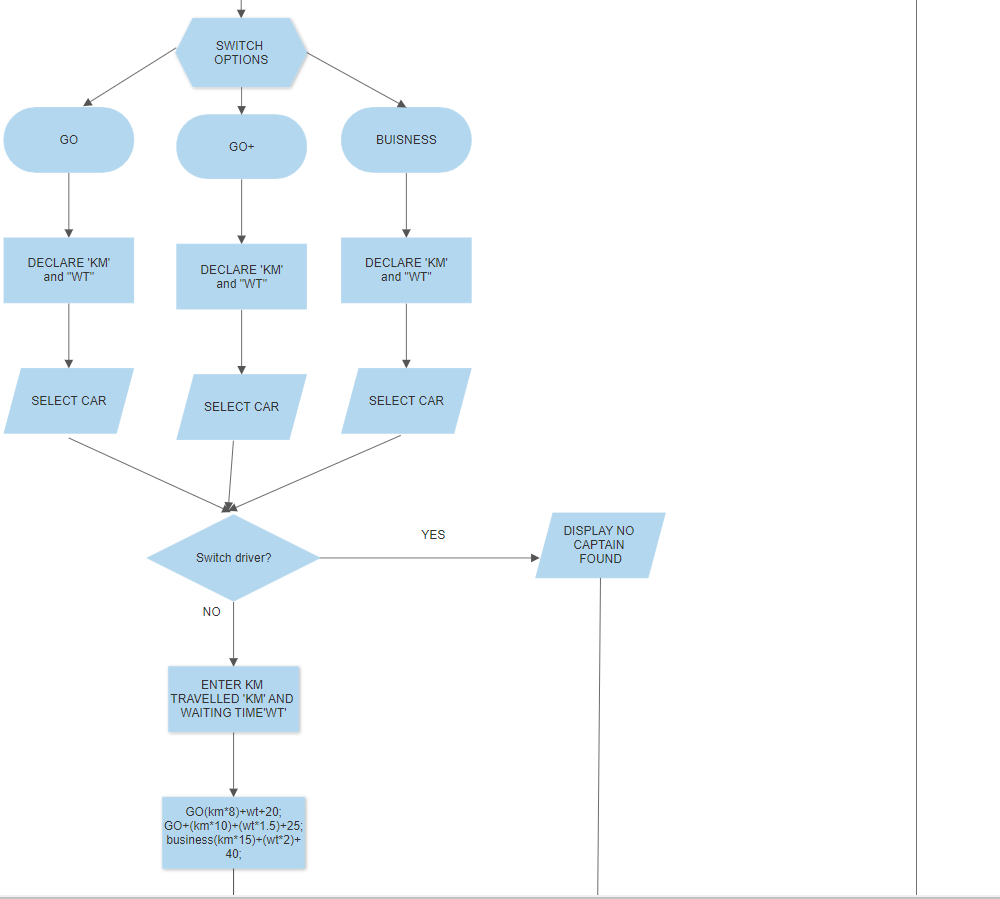 SWITCH
OPTIONS
GO
GO+
BUISNESS
DECLARE 'KM'
and "WT"
DECLARE 'KM'
and "WT"
DECLARE 'KM'
and "WT"
SELECT CAR
SELECT CAR
SELECT CAR
Switch driver?
YES
DISPLAY NO
CAPTAIN
FOUND
NO
ENTER KM
TRAVELLED 'KM' AND
WAITING TIME'WT'
GO(km*8)+wt+20;
GO+(km*10)+(wt*1.5)+25;
business(km*15)+(wt*2)+
40;